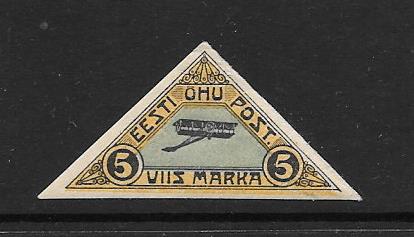 EESTI OHU POST.
5 VIIS MARKA 5